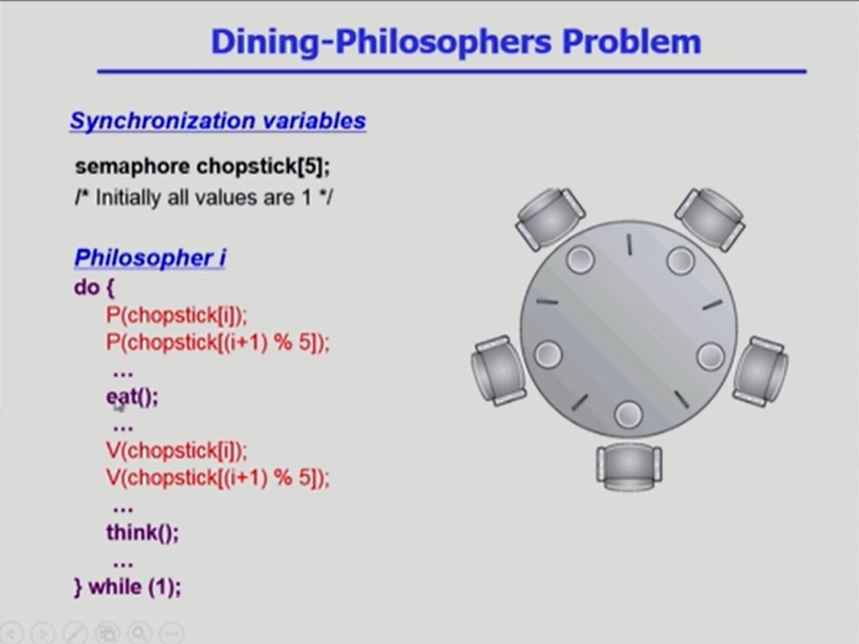 Dining-Philosophers Problem
Synchronization variables
semaphore chopstick[5];
/* Initially all values are 1 */
Philosopher i
do {
P(chopstick[i]);
P(chopstick[(i+1) % 5]);
...
eat();
...
V(chopstick[i]);
V(chopstick[(i+1) % 5]);
...
think();
...
} while (1);